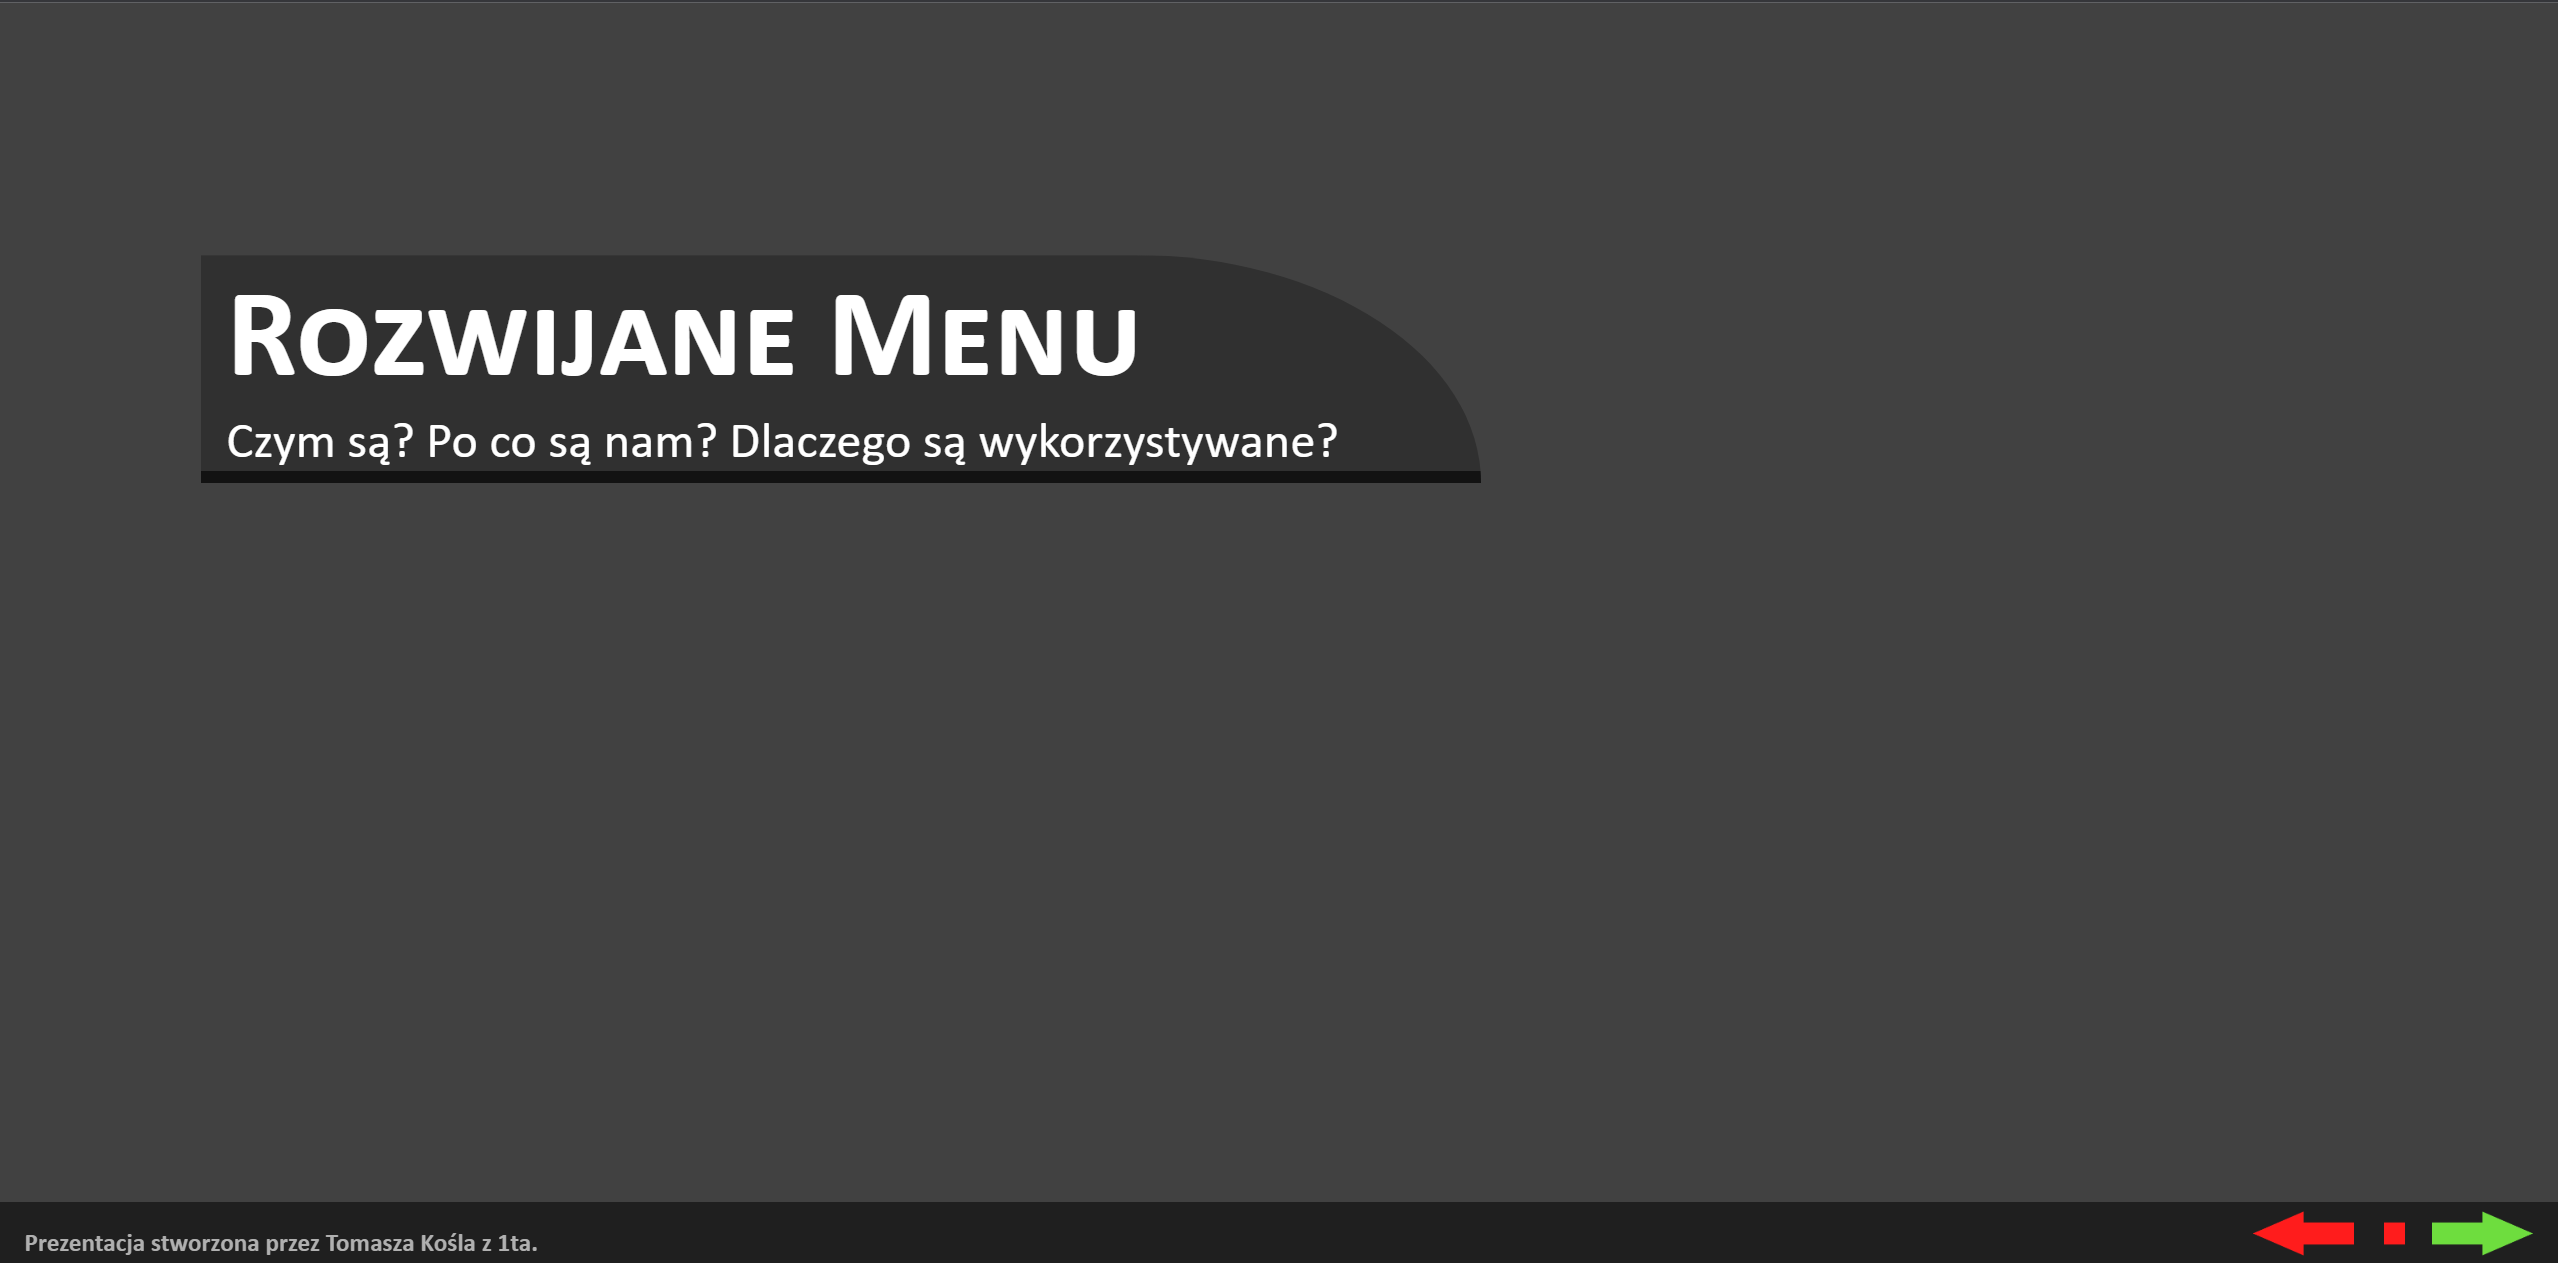 Rozwijane Menu
Czym są? Po co są nam? Dlaczego są wykorzystywane?
Prezentacja stworzona przez Tomasza Kośla z 1ta.